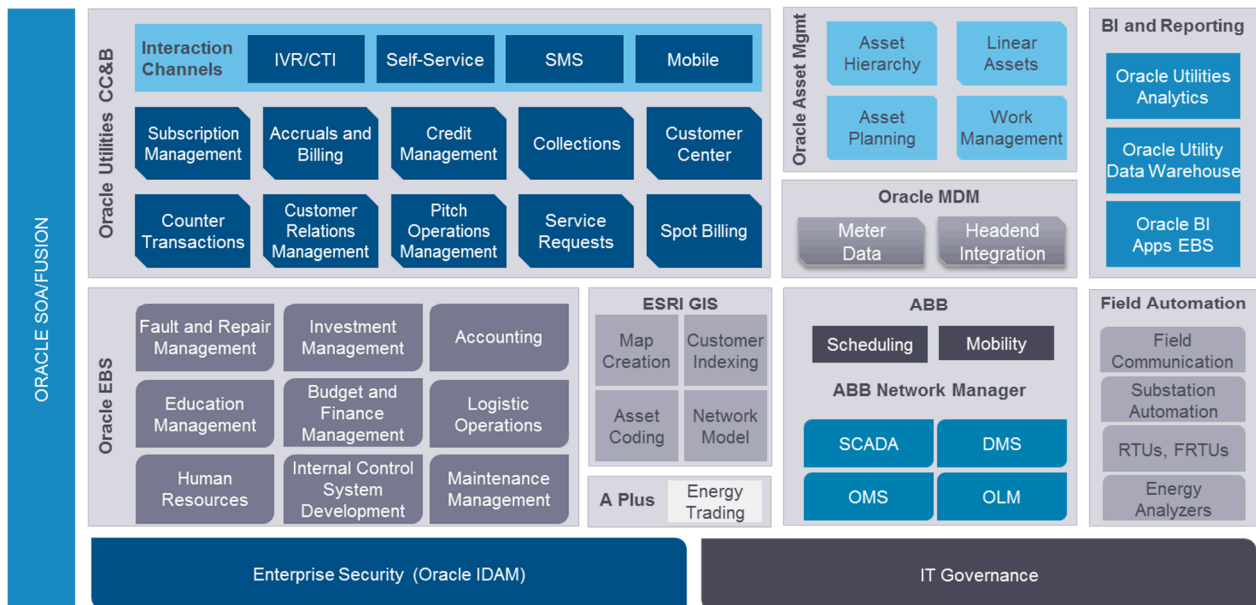 ORACLE SOA/FUSION
Oracle Utilities CC&B
Interaction
Channels
IVR/CTI
Self-Service
SMS
Mobile
Subscription
Management
Accruals and
Billing
Credit
Management
Collections
Customer
Center
Counter
Transactions
Customer
Relations
Management
Pitch
Operations
Management
Service
Requests
Spot Billing
Oracle Asset Mgmt
Asset
Hierarchy
Linear
Assets
Asset
Planning
Work
Management
Oracle MDM
Meter
Data
Headend
Integration
BI and Reporting
Oracle Utilities
Analytics
Oracle Utility
Data Warehouse
Oracle BI
Apps EBS
Oracle EBS
Fault and Repair
Management
Investment
Management
Accounting
Education
Management
Budget and
Finance
Management
Logistic
Operations
Human
Resources
Internal Control
System
Development
Maintenance
Management
ESRI GIS
Map
Creation
Customer
Indexing
Asset
Coding
Network
Model
A Plus
Energy
Trading
ABB
Scheduling
Mobility
ABB Network Manager
SCADA
DMS
OMS
OLM
Field Automation
Field
Communication
Substation
Automation
RTUs, FRTUs
Energy
Analyzers
Enterprise Security (Oracle IDAM)
IT Governance